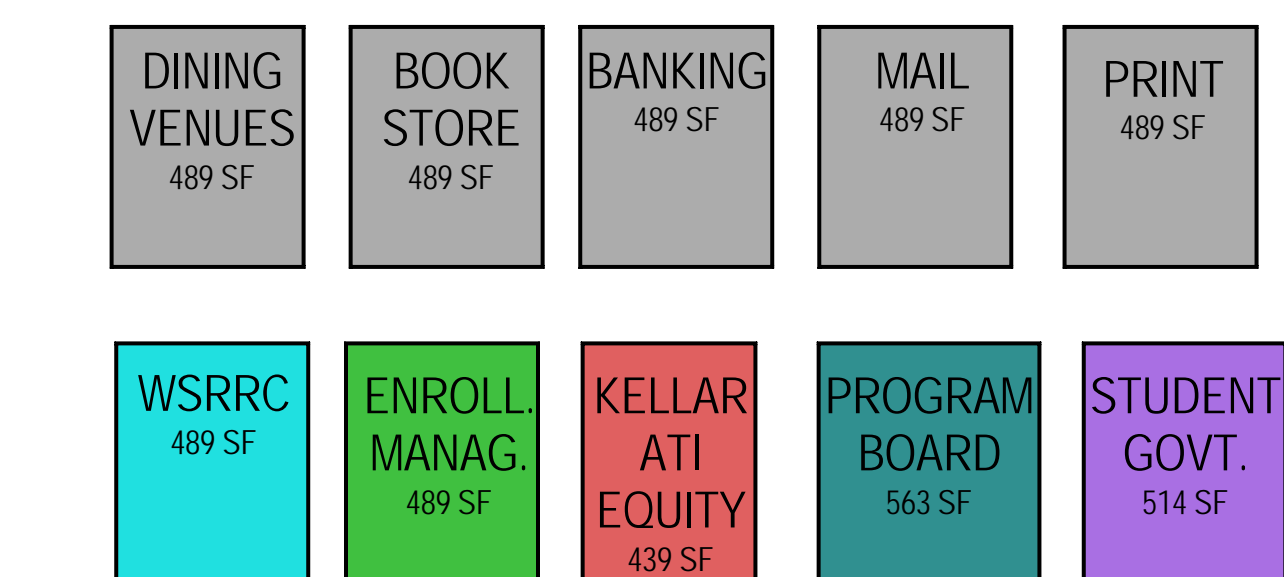 DINING
VENUES
489 SF
BOOK
STORE
489 SF
BANKING
489 SF
MAIL
489 SF
PRINT
489 SF
WSRRC
489 SF
ENROLL.
MANAG.
489 SF
KELLAR
ATI
EQUITY
439 SF
PROGRAM
BOARD
563 SF
STUDENT
GOVT.
514 SF